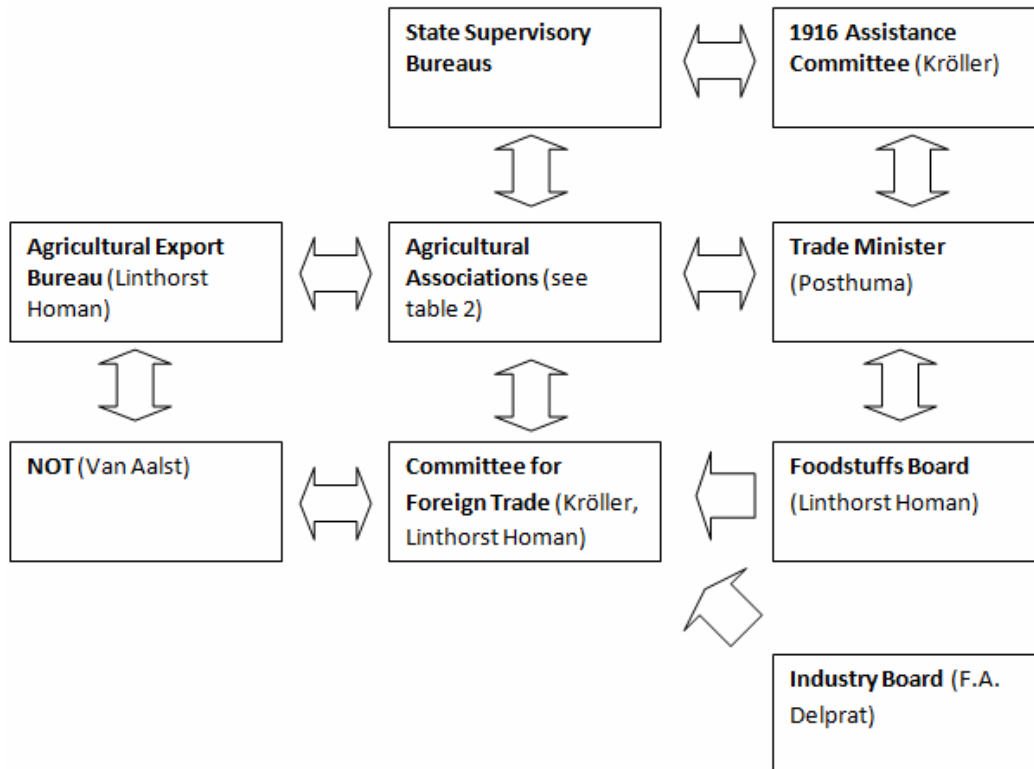 State Supervisory
Bureaus
1916 Assistance
Committee (Kröller)
Agricultural Export
Bureau (Linthorst
Homan)
Agricultural
Associations (see
table 2)
Trade Minister
(Posthuma)
NOT (Van Aalst)
Committee for
Foreign Trade (Kröller,
Linthorst Homan)
Foodstuffs Board
(Linthorst Homan)
Industry Board (F.A.
Delprat)